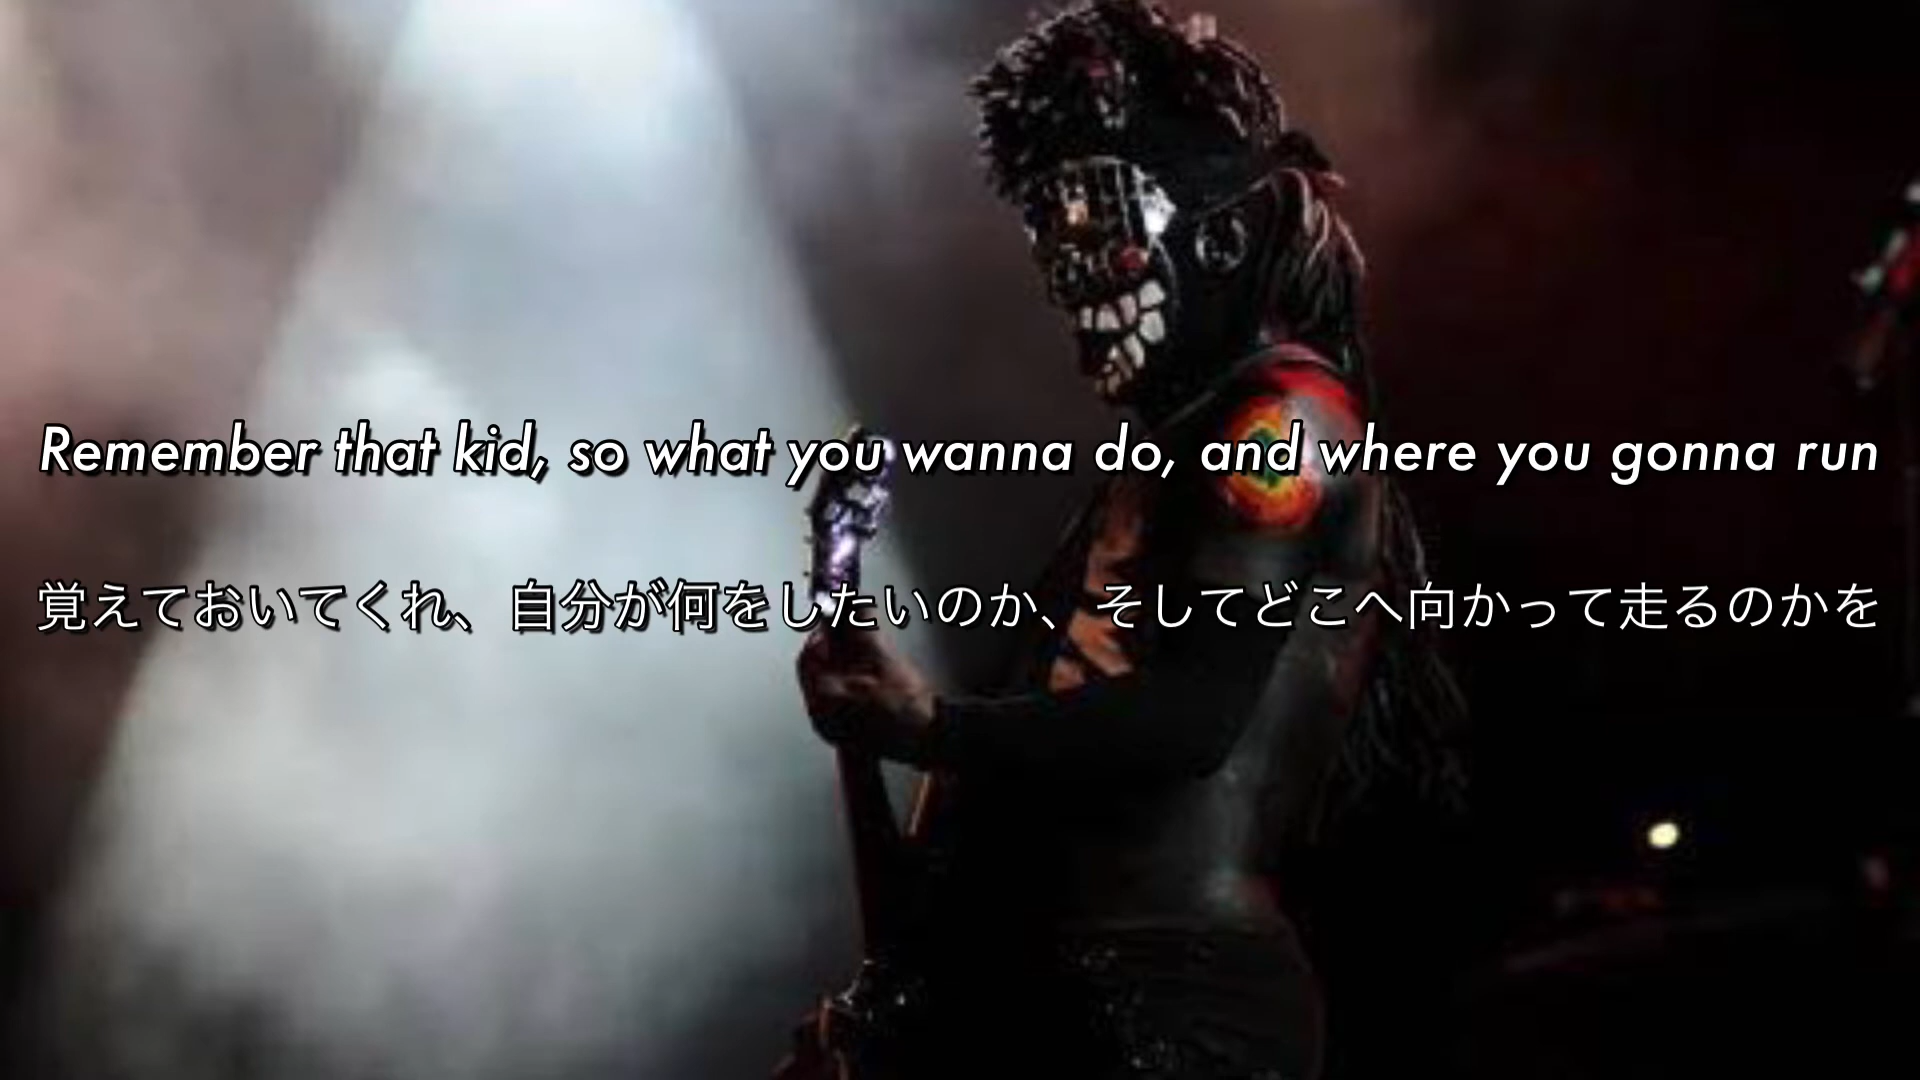 Remember that kid, so what you wanna do, and where you gonna run
覚えておいてくれ、自分が何をしたいのか、そしてどこへ向かって走るのかを